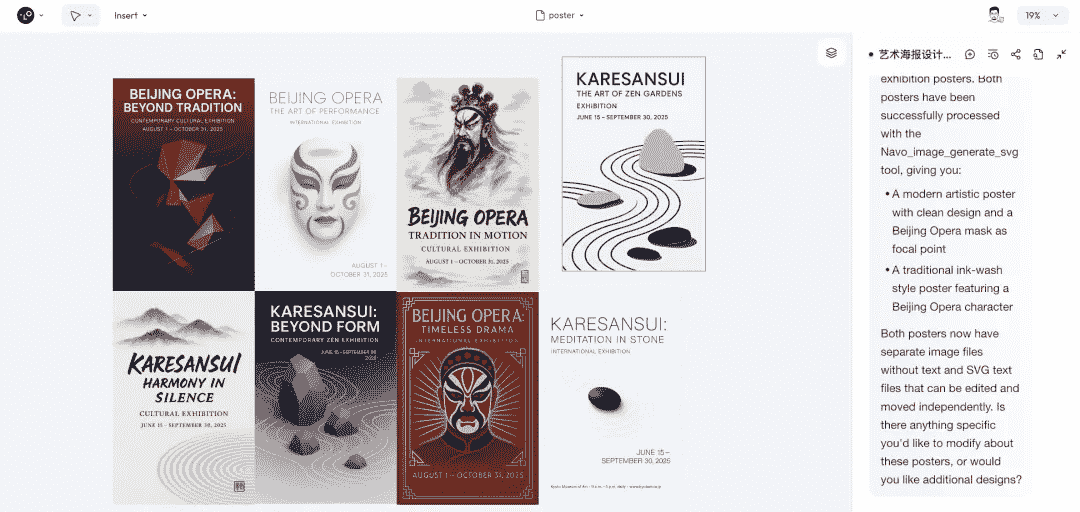 Insert
poster
19%
BEIJING OPERA:
BEYOND TRADITION
CONTEMPORARY CULTURAL EXHIBITION
AUGUST 1 – OCTOBER 31, 2025
BEIJING OPERA
THE ART OF PERFORMANCE
INTERNATIONAL EXHIBITION
AUGUST 1–
OCTOBER 31, 2025
BEIJING OPERA
TRADITION IN MOTION
CULTURAL EXHIBITION
AUGUST 1 – OCTOBER 31, 2025
KARESANSUI
THE ART OF ZEN GARDENS
EXHIBITION
JUNE 15 – SEPTEMBER 30, 2025
KARESANSUI
HARMONY IN
SILENCE
CULTURAL EXHIBITION
JUNE 15 – SEPTEMBER 30, 2025
KARESANSUI:
BEYOND FORM
CONTEMPORARY ZEN EXHIBITION
JUNE 15 – SEPTEMBER 30
2025
BEIJING OPERA:
TIMELESS DRAMA
INTERNATIONAL EXHIBITION
AUGUST 1 – OCTOBER 31, 2025
KARESANSUI:
MEDITATION IN STONE
INTERNATIONAL EXHIBITION
JUNE 15 –
SEPTEMBER 30, 2025
艺术海报设计...
exhibition posters. Both
posters have been
successfully processed
with the
Navo_image_generate_svg
tool, giving you:
• A modern artistic poster
with clean design and a
Beijing Opera mask as
focal point
• A traditional ink-wash
style poster featuring a
Beijing Opera character
Both posters now have
separate image files
without text and SVG text
files that can be edited and
moved independently. Is
there anything specific
you'd like to modify about
these posters, or would
you like additional designs?